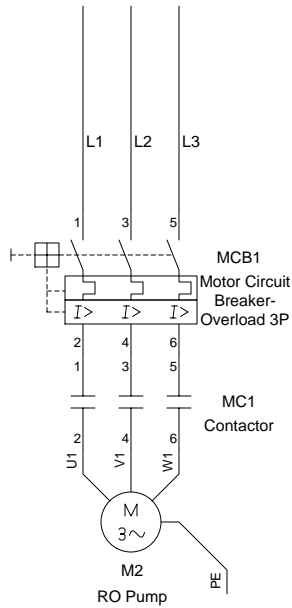 L1 L2 L3
1 3 5
MCB1
Motor Circuit
Breaker-
Overload 3P
I> I> I>
2 4 6
1 3 5
MC1
Contactor
2 4 6
U1 V1 W1
M
3~
PE
M2
RO Pump